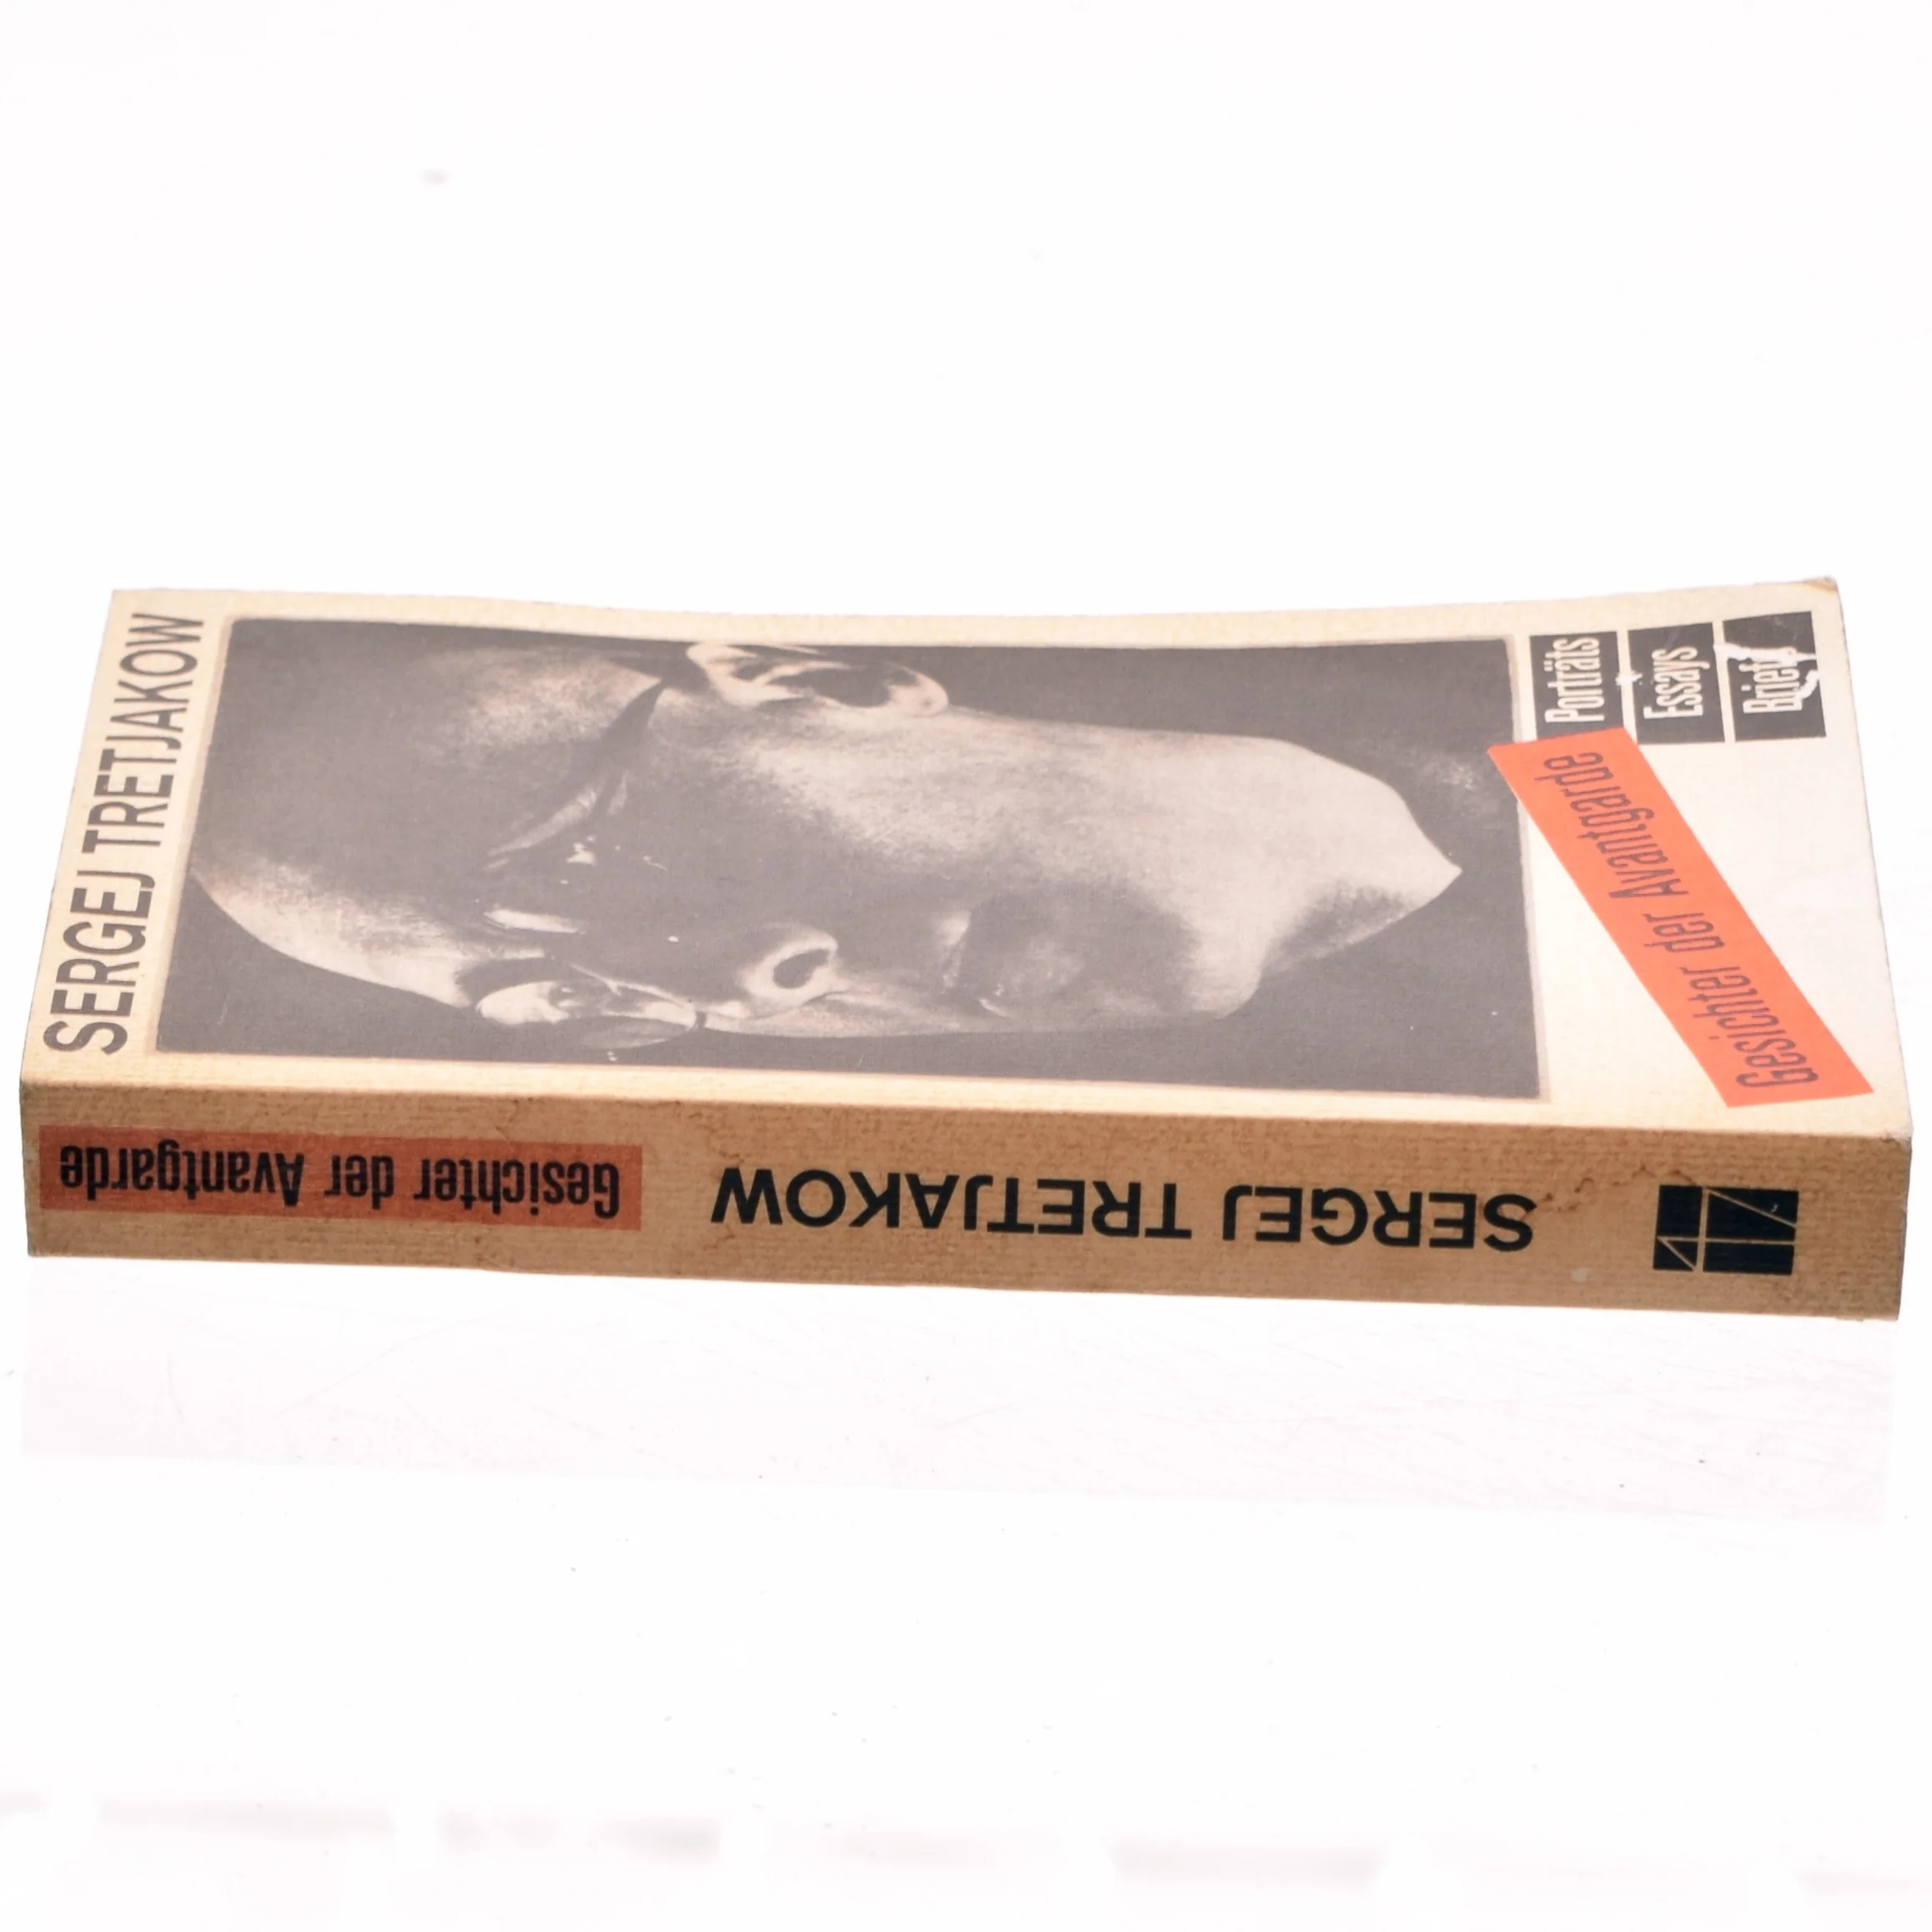 SERGEJ TRETJAKOW
Porträts
Essays
Briefe
Gesichter der Avantgarde
SERGEJ TRETJAKOW
Gesichter der Avantgarde